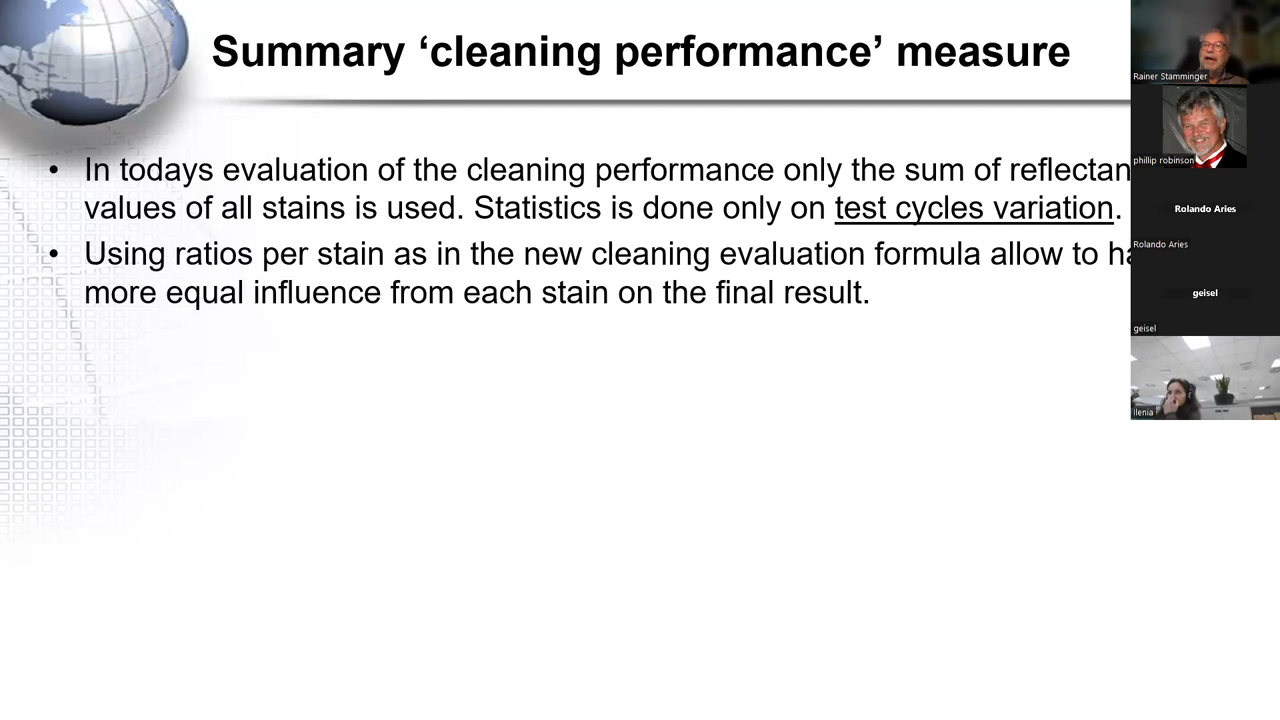 Summary ‘cleaning performance’ measure
• In todays evaluation of the cleaning performance only the sum of reflectan
values of all stains is used. Statistics is done only on test cycles variation.
• Using ratios per stain as in the new cleaning evaluation formula allow to ha
more equal influence from each stain on the final result.
Rainer Stamminger
phillip robinson
Rolando Aries
Rolando Aries
geisel
geisel
Ilenia